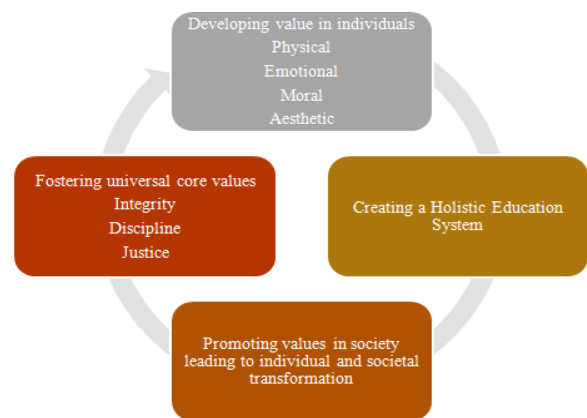 Developing value in individuals
Physical
Emotional
Moral
Aesthetic
Creating a Holistic Education
System
Promoting values in society
leading to individual and societal
transformation
Fostering universal core values
Integrity
Discipline
Justice